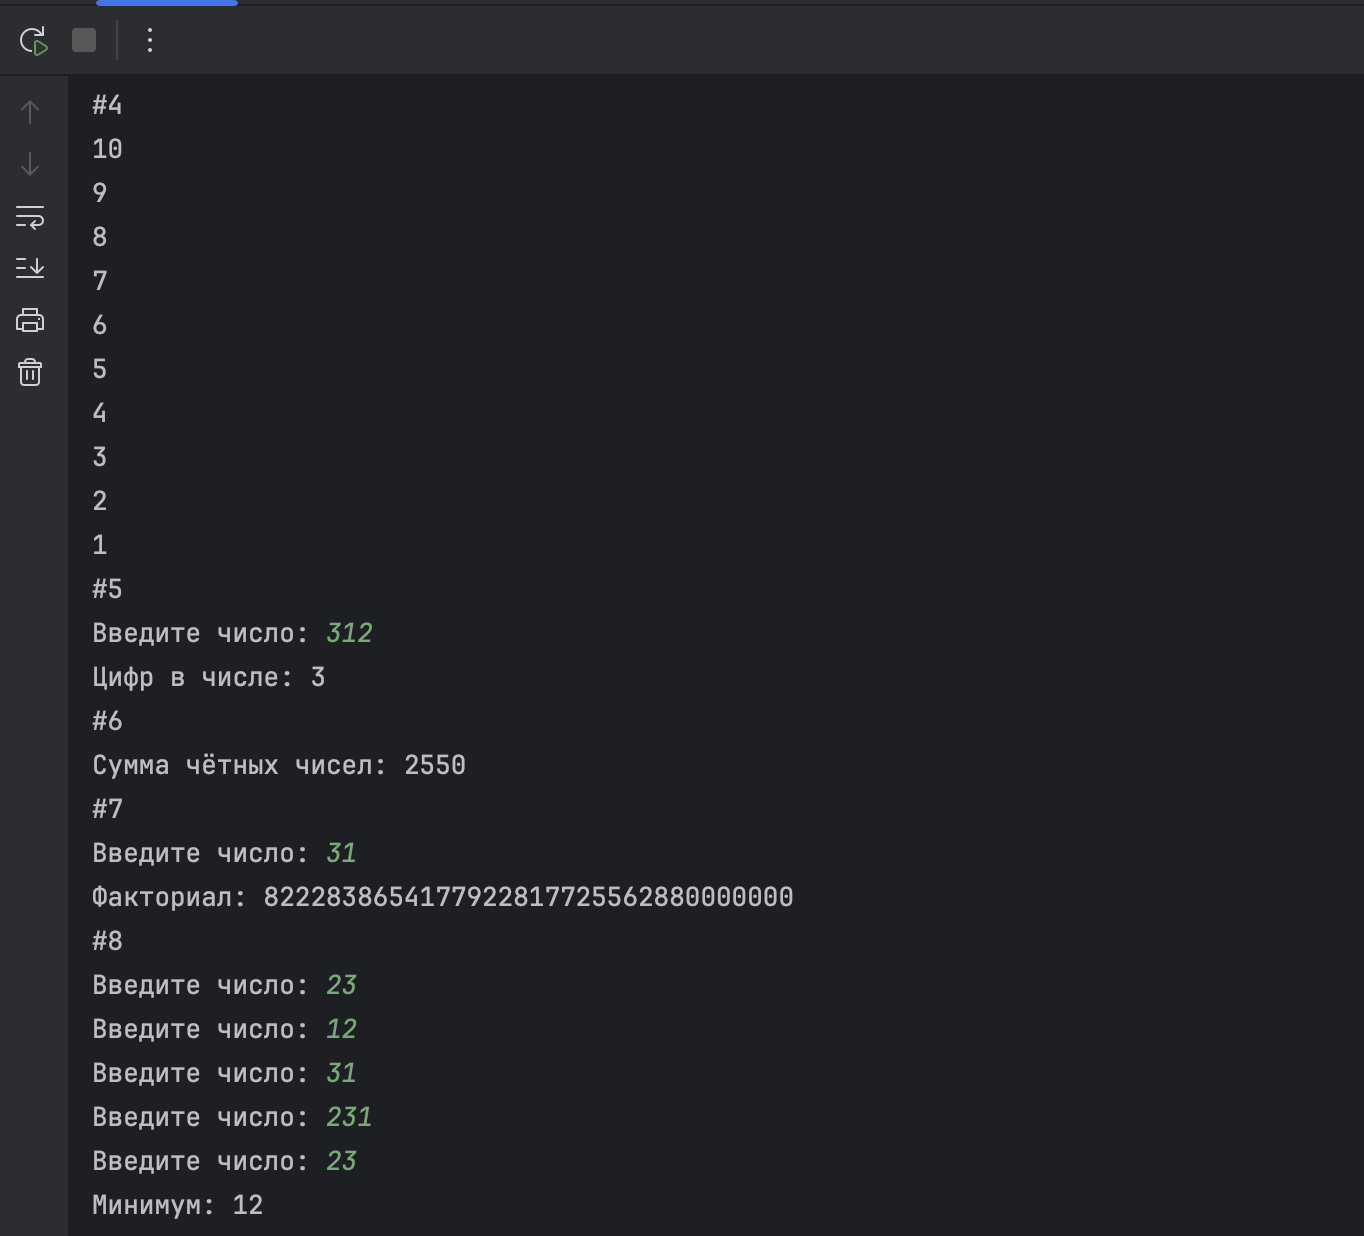 #4
10
9
8
7
6
5
4
3
2
1
#5
Введите число: 312
Цифр в числе: 3
#6
Сумма чётных чисел: 2550
#7
Введите число: 31
Факториал: 8222838654177922817725562880000000
#8
Введите число: 23
Введите число: 12
Введите число: 31
Введите число: 231
Введите число: 23
Минимум: 12